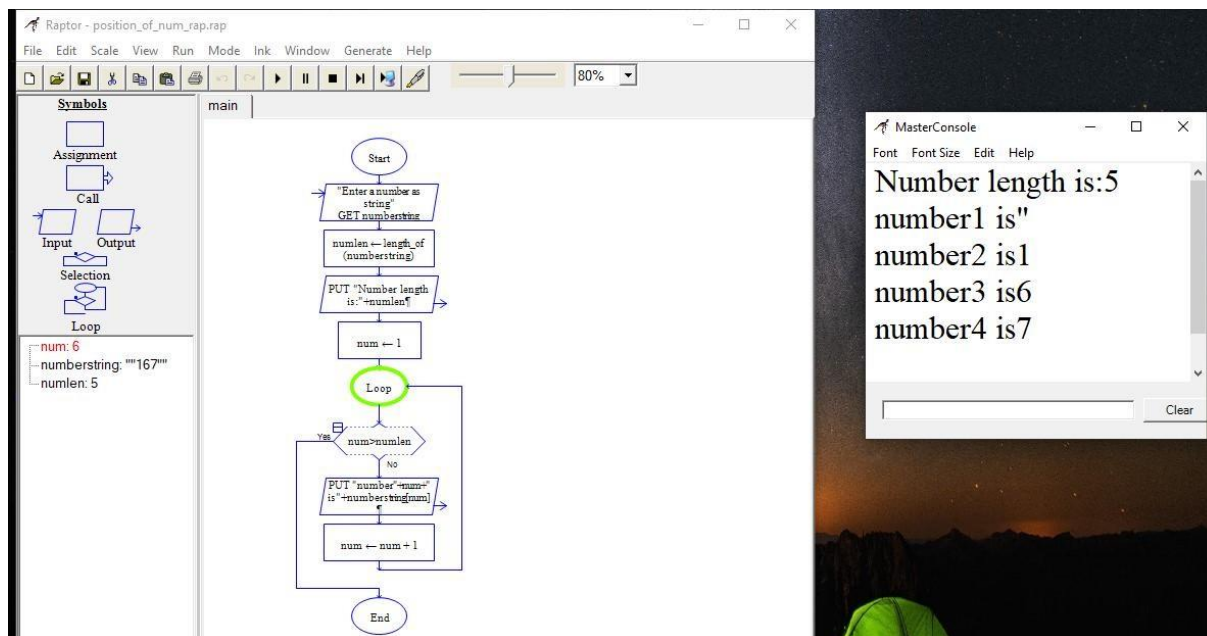 Raptor - position_of_num_rap.rap
File Edit Scale View Run Mode Ink Window Generate Help
80%
Symbols
Assignment
Call
Input Output
Selection
Loop
num: 6
numberstring: ""167""
numlen: 5
main
Start
"Enter a number as
string"
GET numberstring
numlen ← length_of
(numberstring)
PUT "Number length
is:"+numlen¶
num ← 1
Loop
Yes
num>numlen
No
PUT "number"+num+"
is"+numberstring[num]
¶
num ← num + 1
End
MasterConsole
Font Font Size Edit Help
Number length is:5
number1 is"
number2 is1
number3 is6
number4 is7
Clear